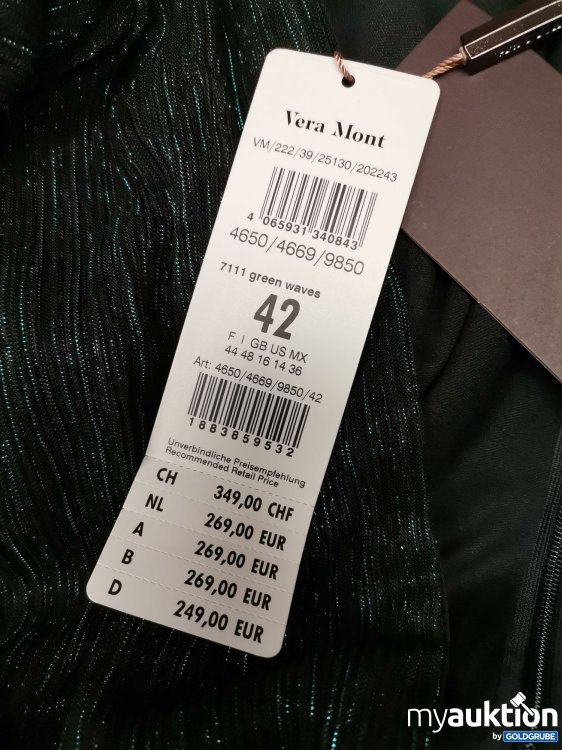 Vera Mont
VM/222/39/25130/202243
4 065931 340843
4650/4669/9850
7111 green waves
42
F I GB US MX
44 48 16 14 36
Art: 4650/4669/9850/42
1883859532
Unverbindliche Preisempfehlung
Recommended Retail Price
CH 349,00 CHF
NL 269,00 EUR
A 269,00 EUR
B 269,00 EUR
D 249,00 EUR
myauktion
by GOLDGRUBE